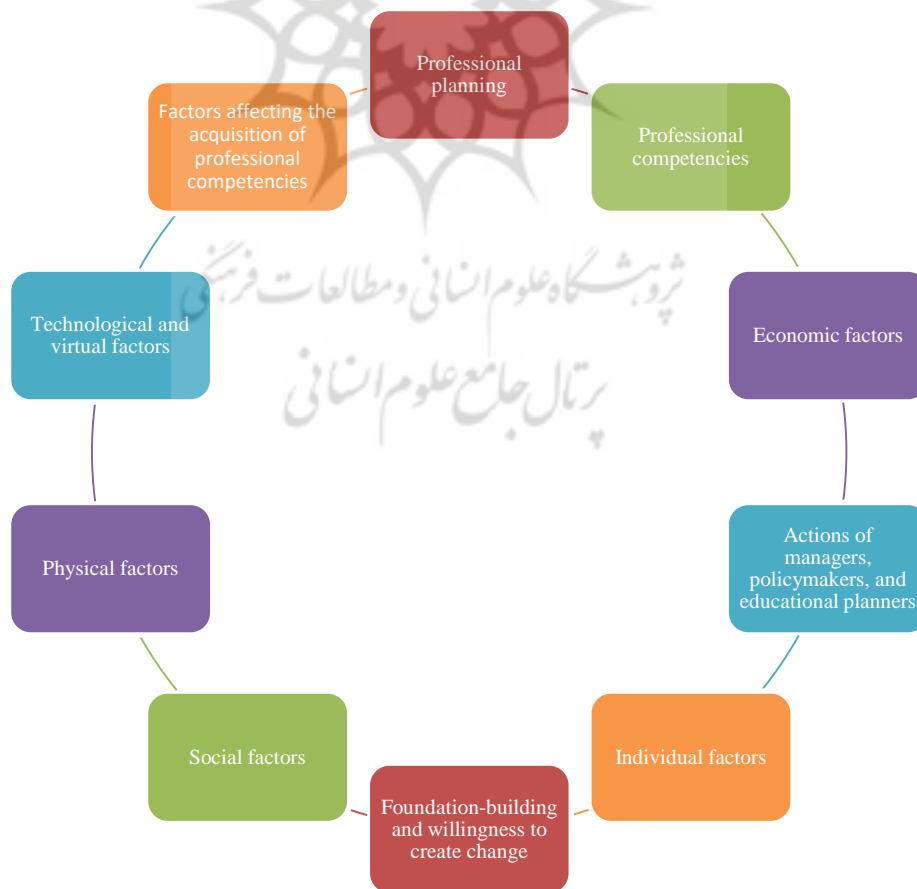 Professional
planning
Professional
competencies
Economic factors
Actions of
managers,
policymakers, and
educational planners
Individual factors
Foundation-building
and willingness to
create change
Social factors
Physical factors
Technological and
virtual factors
Factors affecting the
acquisition of
professional
competencies
پژوهشگاه علوم انسانی و مطالعات فرهنگی
پرتال جامع علوم انسانی